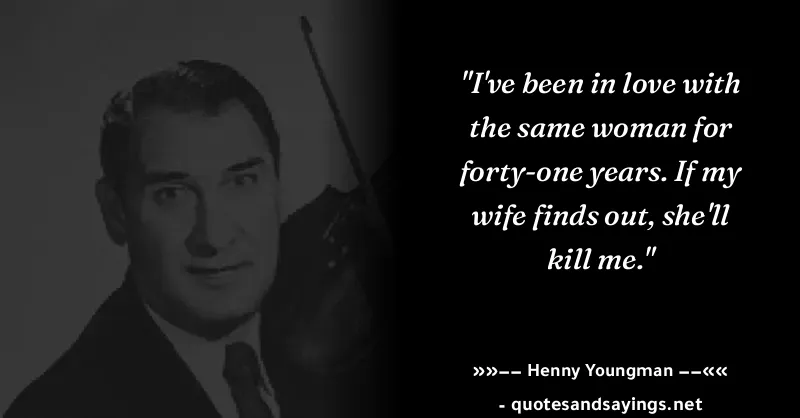 "I've been in love with
the same woman for
forty-one years. If my
wife finds out, she'll
kill me."
»»−− Henny Youngman −−««
- quotesandsayings.net